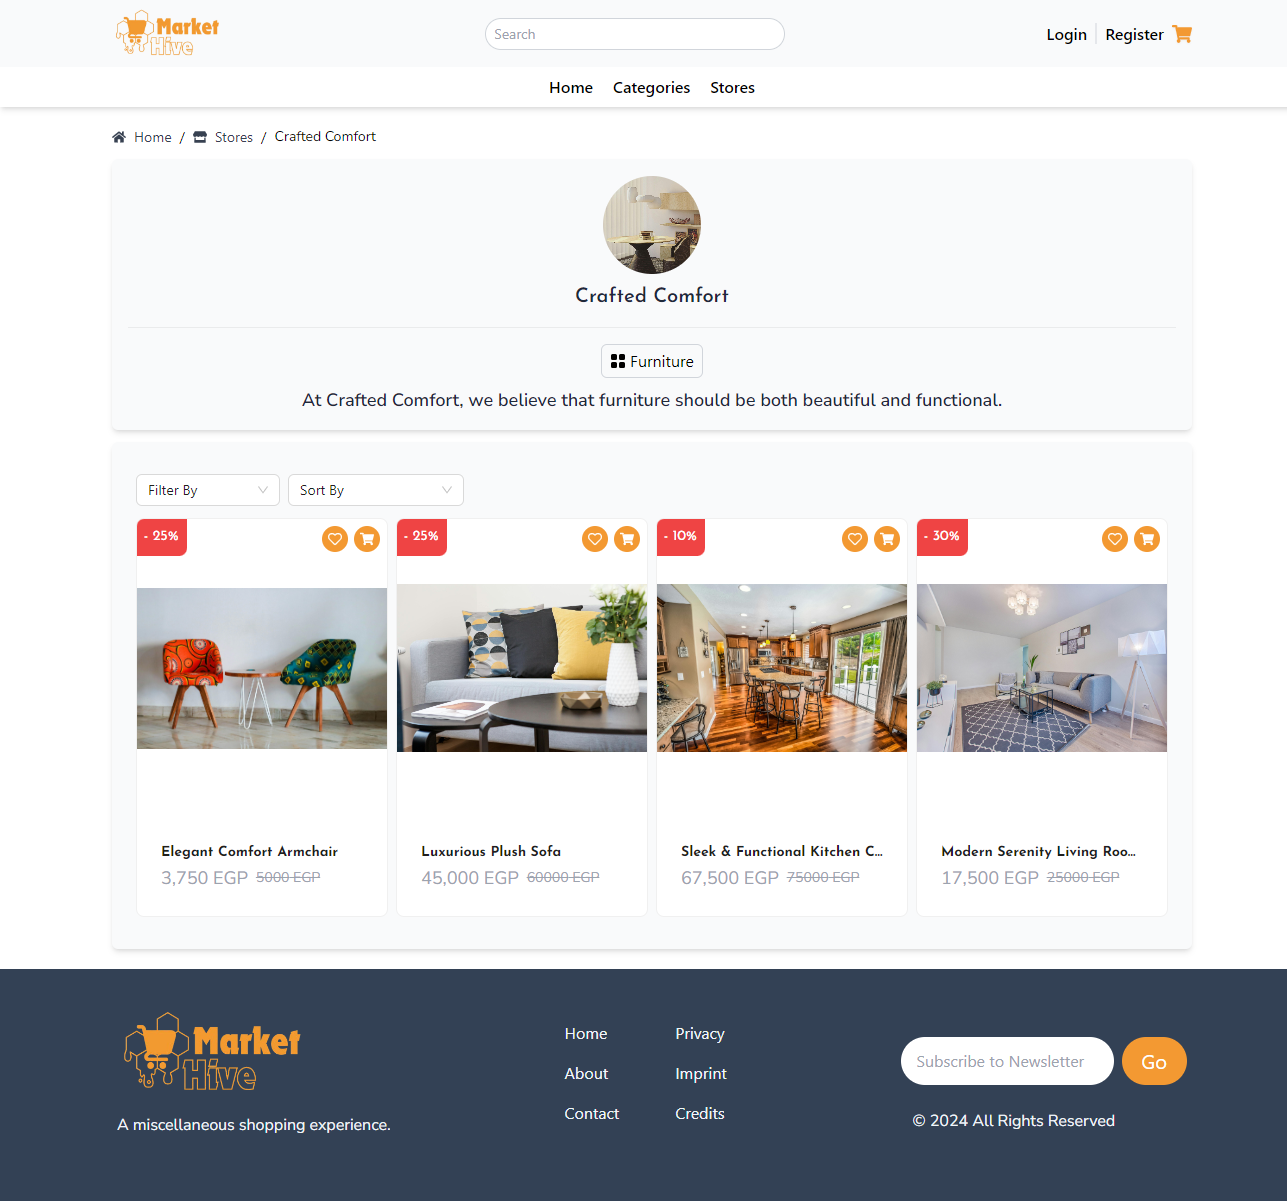 Market
Hive
Search
Login
Register
Home
Categories
Stores
Home / Stores / Crafted Comfort
Crafted Comfort
Furniture
At Crafted Comfort, we believe that furniture should be both beautiful and functional.
Filter By
Sort By
- 25%
Elegant Comfort Armchair
3,750 EGP 5000 EGP
- 25%
Luxurious Plush Sofa
45,000 EGP 60000 EGP
- 10%
Sleek & Functional Kitchen C...
67,500 EGP 75000 EGP
- 30%
Modern Serenity Living Roo...
17,500 EGP 25000 EGP
Market
Hive
A miscellaneous shopping experience.
Home
About
Contact
Privacy
Imprint
Credits
Subscribe to Newsletter
Go
© 2024 All Rights Reserved